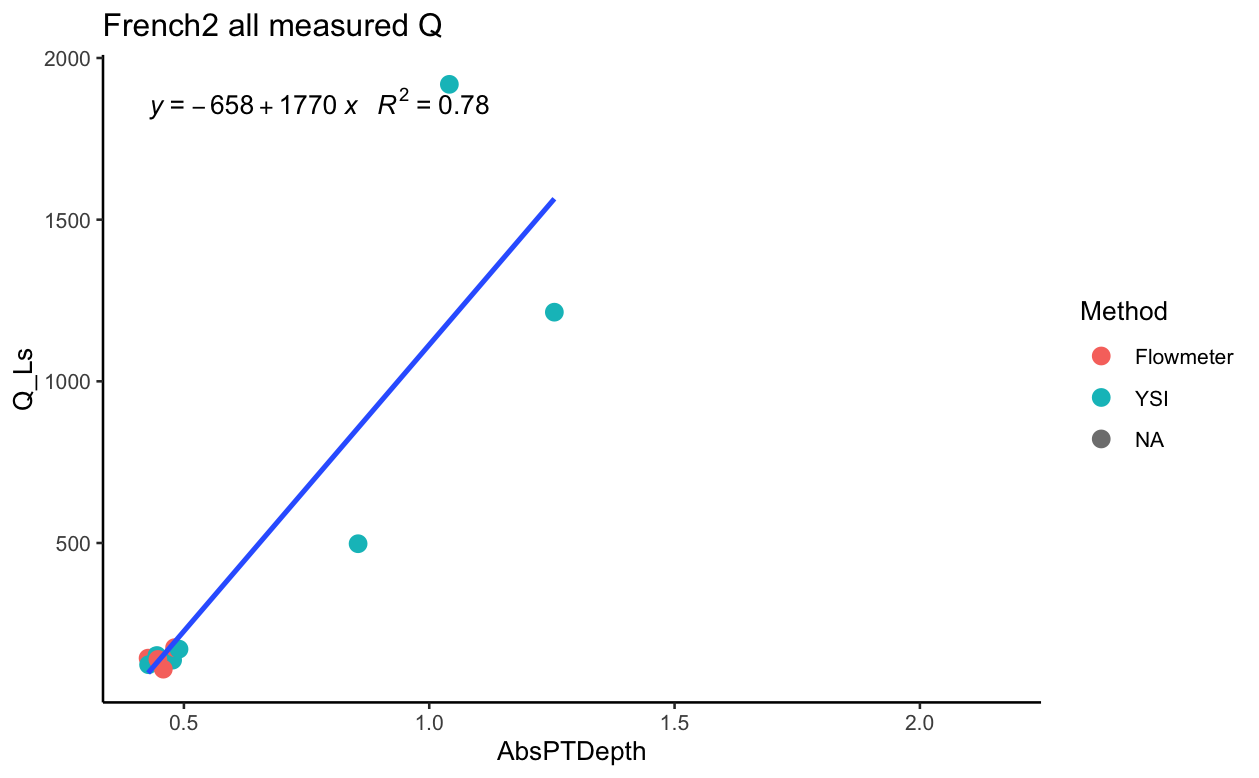 French2 all measured Q
y = − 658 + 1770 x R² = 0.78
2000
1500
1000
500
Q_Ls
0.5 1.0 1.5 2.0
AbsPTDepth
Method
Flowmeter
YSI
NA